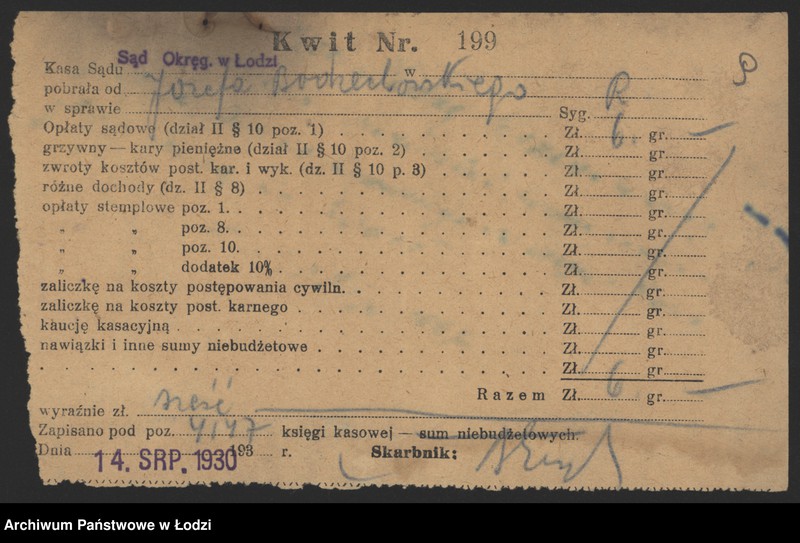 Kwit Nr. 199
Sąd Okręg. w Łodzi
Kasa Sądu w
pobrała od Józefa R
w sprawie Syg.
Opłaty sądowe (dział II § 10 poz. 1) Zł. 6 gr. —
grzywny — kary pieniężne (dział II § 10 poz. 2) Zł. gr.
zwroty kosztów post. kar. i wyk. (dz. II § 10 p. 3) Zł. gr.
różne dochody (dz. II § 8) Zł. gr.
opłaty stemplowe poz. 1. Zł. gr.
„ „ poz. 8. Zł. gr.
„ „ poz. 10. Zł. gr.
„ „ dodatek 10% Zł. gr.
zaliczkę na koszty postępowania cywiln. Zł. gr.
zaliczkę na koszty post. karnego Zł. gr.
kaucję kasacyjną Zł. gr.
nawiązki i inne sumy niebudżetowe Zł. gr.
Zł. gr.
Razem Zł. 6 gr. —
wyraźnie zł. sześć
Zapisano pod poz. 4147 księgi kasowej — sum niebudżetowych.
Dnia 14. SRP. 1930 193 r. Skarbnik:
Archiwum Państwowe w Łodzi